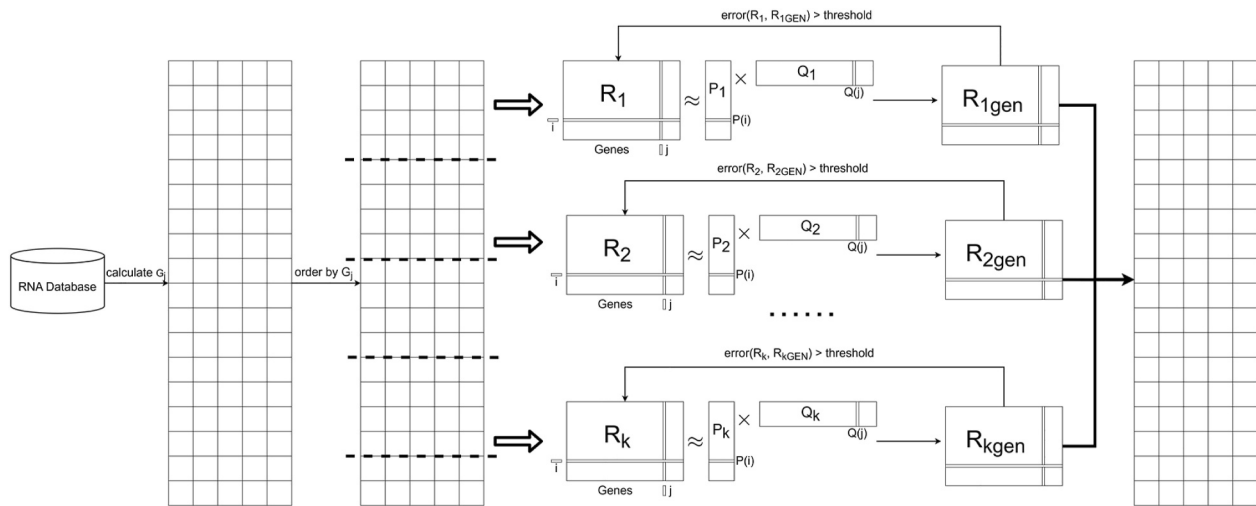 RNA Database
calculate Gj
order by Gj
error(R1, R1GEN) > threshold
R1
≈
P1
×
Q1
Q(j)
P(i)
i
Genes
j
R1gen
error(R2, R2GEN) > threshold
R2
≈
P2
×
Q2
Q(j)
P(i)
i
Genes
j
R2gen
......
error(Rk, RkGEN) > threshold
Rk
≈
Pk
×
Qk
Q(j)
P(i)
i
Genes
j
Rkgen